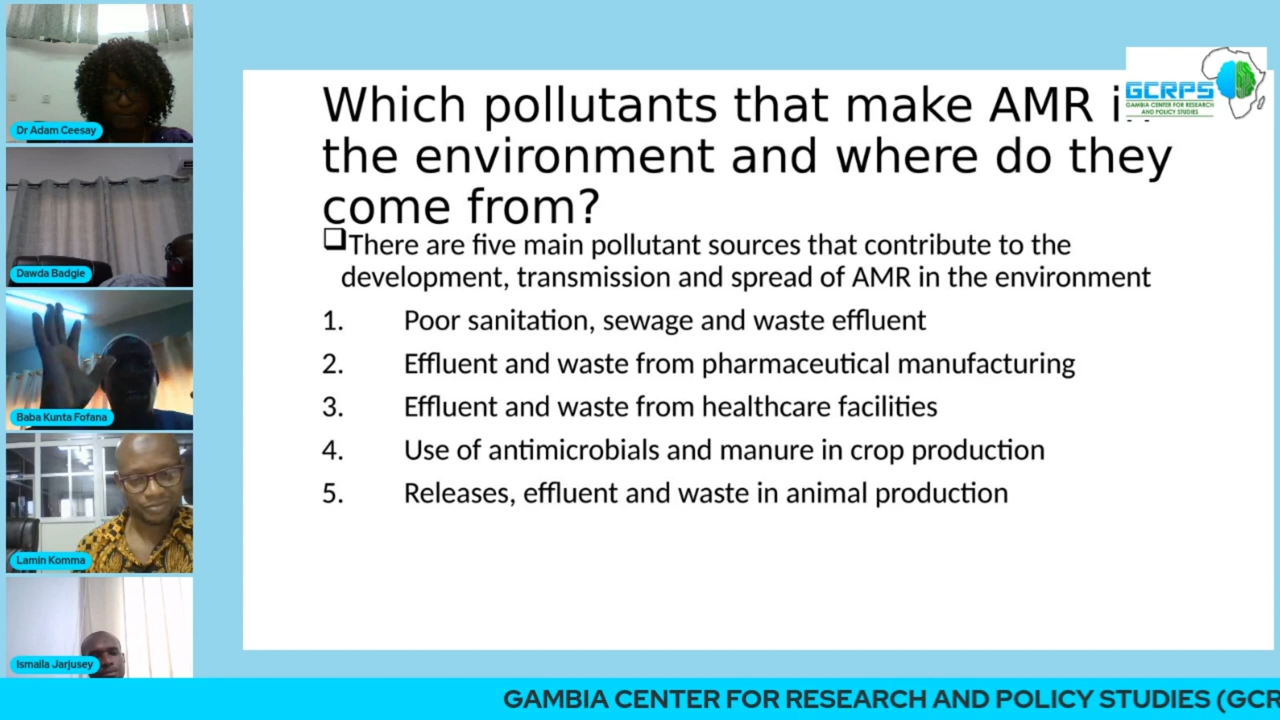 Dr Adam Ceesay
Dawda Badgie
Baba Kunta Fofana
Lamin Komma
Ismaila Jarjusey
Which pollutants that make AMR
the environment and where do they
come from?
There are five main pollutant sources that contribute to the
development, transmission and spread of AMR in the environment
1. Poor sanitation, sewage and waste effluent
2. Effluent and waste from pharmaceutical manufacturing
3. Effluent and waste from healthcare facilities
4. Use of antimicrobials and manure in crop production
5. Releases, effluent and waste in animal production
GCRPS
GAMBIA CENTER FOR RESEARCH
AND POLICY STUDIES
GAMBIA CENTER FOR RESEARCH AND POLICY STUDIES (GCR